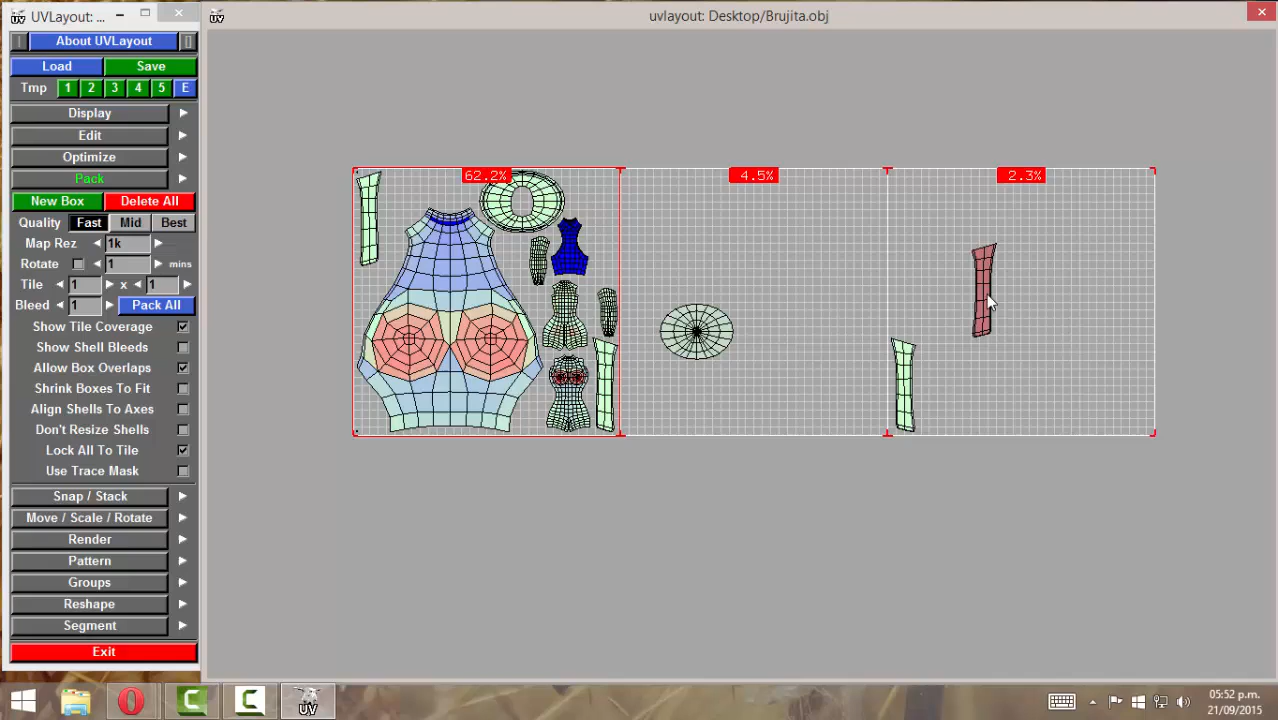 UVLayout: ...
uvlayout: Desktop/Brujita.obj
About UVLayout
Load Save
Tmp 1 2 3 4 5 E
Display
Edit
Optimize
Pack
New Box Delete All
Quality Fast Mid Best
Map Rez 1k
Rotate 1 mins
Tile 1 x 1
Bleed 1 Pack All
Show Tile Coverage
Show Shell Bleeds
Allow Box Overlaps
Shrink Boxes To Fit
Align Shells To Axes
Don't Resize Shells
Lock All To Tile
Use Trace Mask
Snap / Stack
Move / Scale / Rotate
Render
Pattern
Groups
Reshape
Segment
Exit
62.2% 4.5% 2.3%
UV
05:52 p.m.
21/09/2015